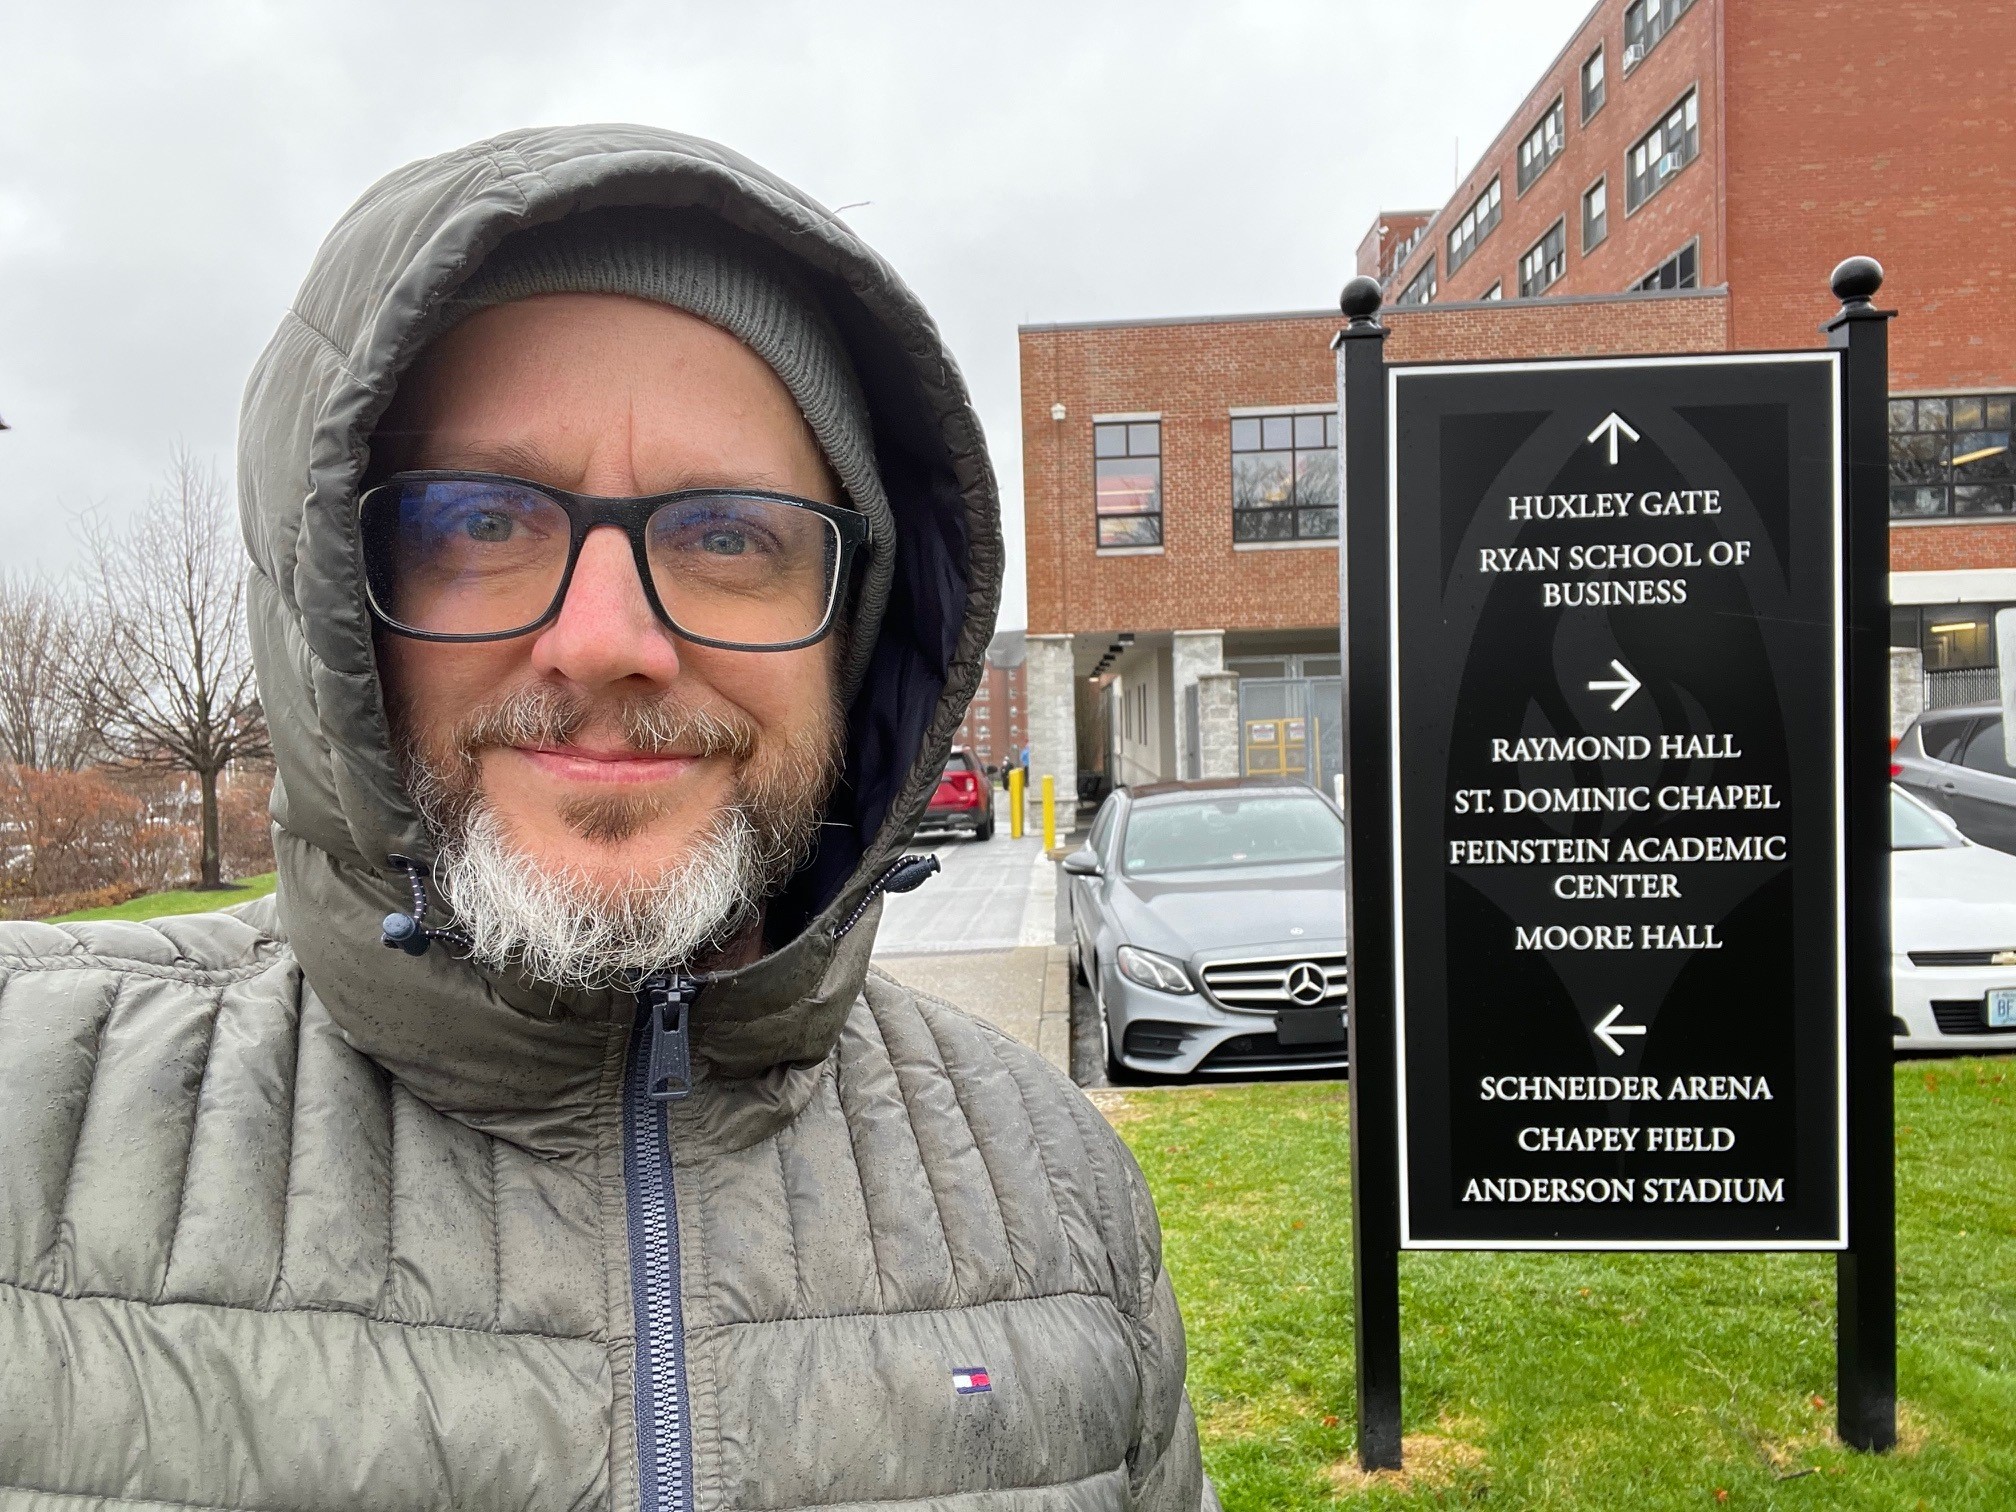 HUXLEY GATE
RYAN SCHOOL OF
BUSINESS
RAYMOND HALL
ST. DOMINIC CHAPEL
FEINSTEIN ACADEMIC
CENTER
MOORE HALL
SCHNEIDER ARENA
CHAPEY FIELD
ANDERSON STADIUM
BF